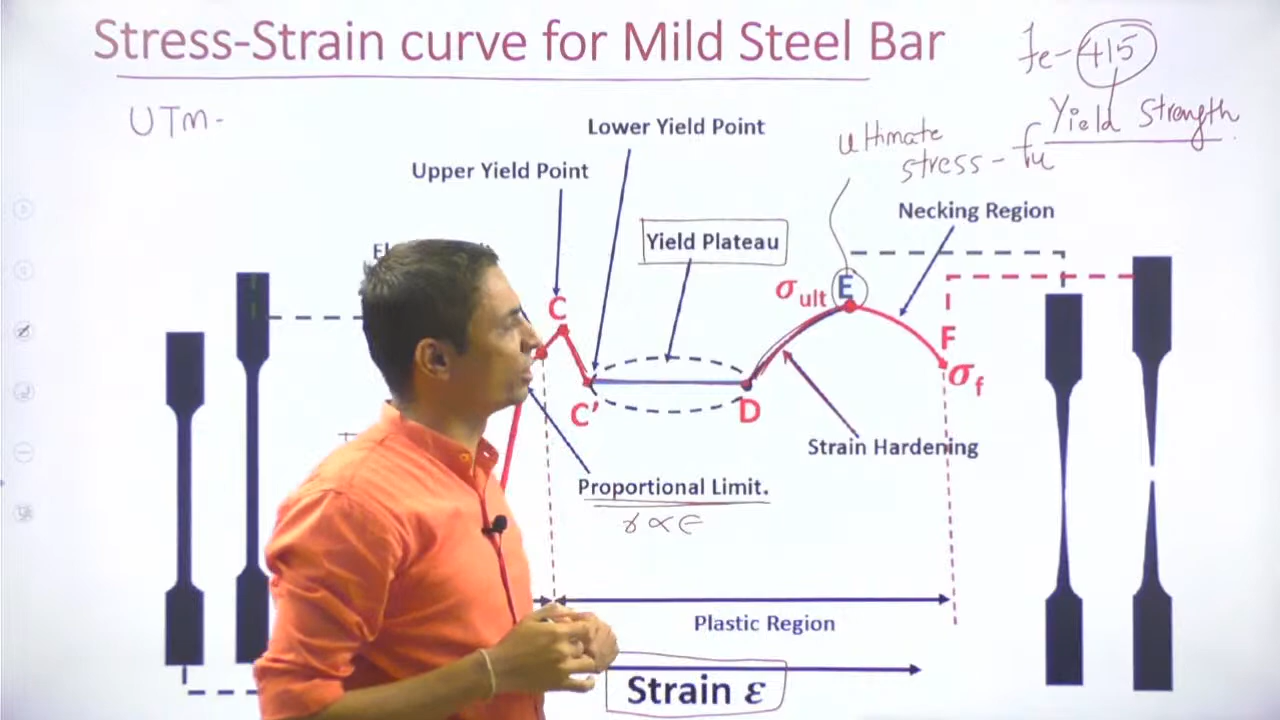 Stress-Strain curve for Mild Steel Bar
Fe-415
Yield Strength
UTM-
Lower Yield Point
Ultimate
stress - fu
Upper Yield Point
Necking Region
Yield Plateau
σult
E
C
F
σf
C'
D
Strain Hardening
Proportional Limit.
Plastic Region
Strain ε